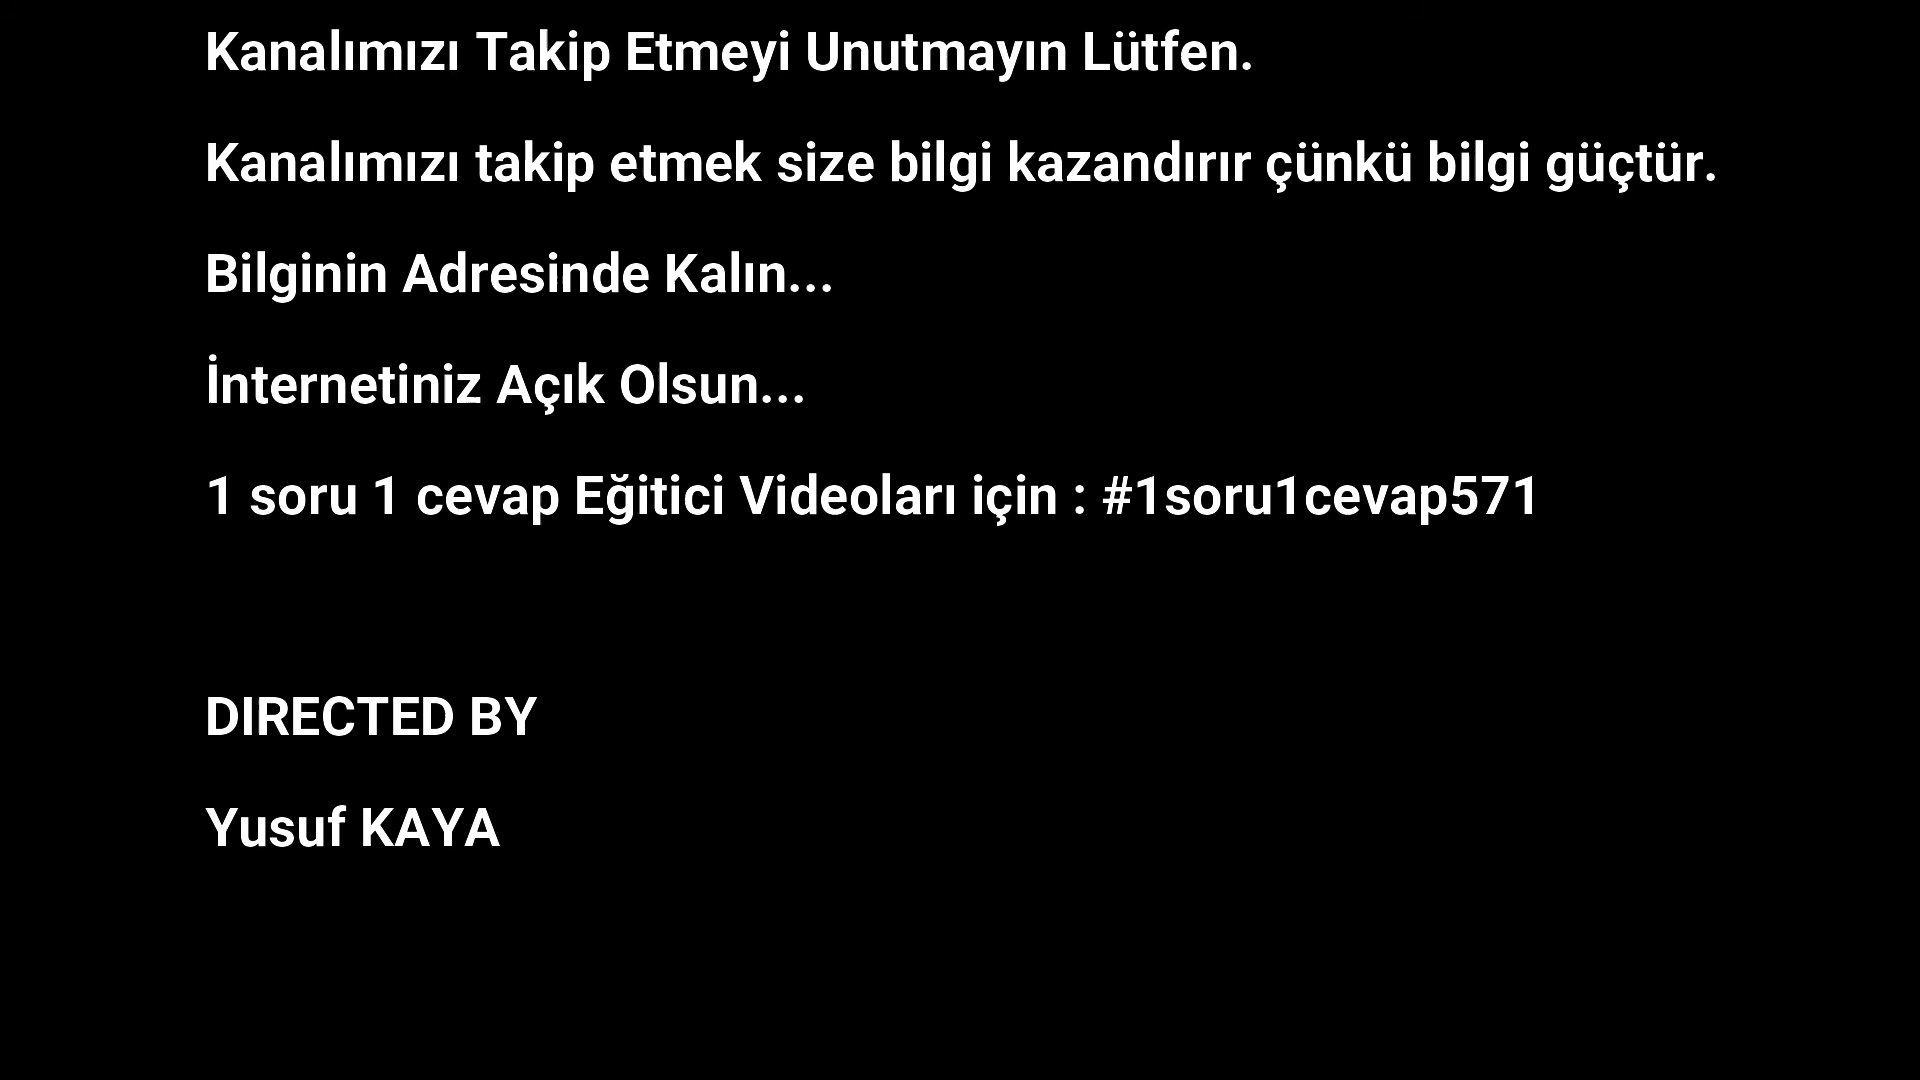 Kanalımızı Takip Etmeyi Unutmayın Lütfen.
Kanalımızı takip etmek size bilgi kazandırır çünkü bilgi güçtür.
Bilginin Adresinde Kalın...
İnternetiniz Açık Olsun...
1 soru 1 cevap Eğitici Videoları için : #1soru1cevap571
DIRECTED BY
Yusuf KAYA